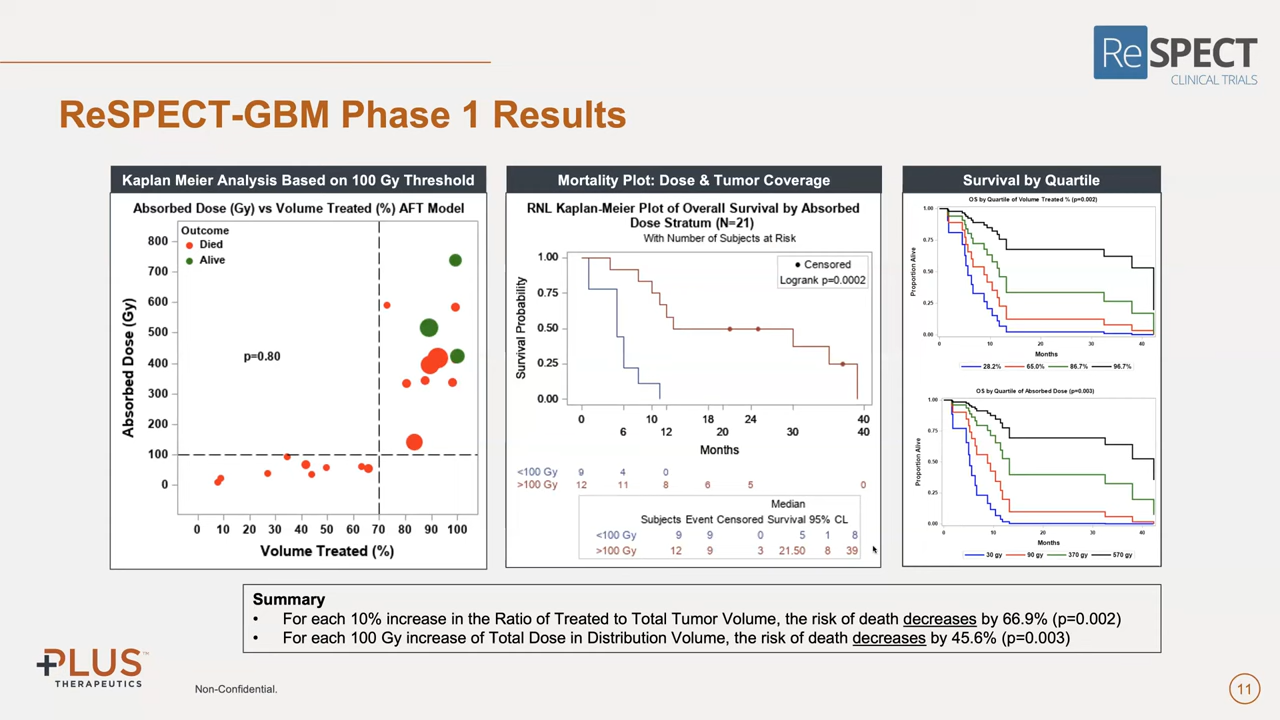 ReSPECT
CLINICAL TRIALS
ReSPECT-GBM Phase 1 Results
Kaplan Meier Analysis Based on 100 Gy Threshold
Absorbed Dose (Gy) vs Volume Treated (%) AFT Model
Outcome
Died
Alive
Absorbed Dose (Gy)
800
700
600
500
400
300
200
100
0
p=0.80
0 10 20 30 40 50 60 70 80 90 100
Volume Treated (%)
Mortality Plot: Dose & Tumor Coverage
RNL Kaplan-Meier Plot of Overall Survival by Absorbed
Dose Stratum (N=21)
With Number of Subjects at Risk
Censored
Logrank p=0.0002
Survival Probability
1.00
0.75
0.50
0.25
0.00
0 10 18 24 40
6 12 20 30 40
Months
<100 Gy 9 4 0
>100 Gy 12 11 8 6 5 0
Median
Subjects Event Censored Survival 95% CL
<100 Gy 9 9 0 5 1 8
>100 Gy 12 9 3 21.50 8 39
Survival by Quartile
OS by Quartile of Volume Treated % (p=0.002)
Proportion Alive
1.00
0.75
0.50
0.25
0.00
0 10 20 30 40
Months
28.2% 65.0% 86.7% 96.7%
OS by Quartile of Absorbed Dose (p=0.003)
Proportion Alive
1.00
0.75
0.50
0.25
0.00
0 10 20 30 40
Months
30 gy 90 gy 370 gy 570 gy
Summary
• For each 10% increase in the Ratio of Treated to Total Tumor Volume, the risk of death decreases by 66.9% (p=0.002)
• For each 100 Gy increase of Total Dose in Distribution Volume, the risk of death decreases by 45.6% (p=0.003)
PLUS™
THERAPEUTICS
Non-Confidential.
11